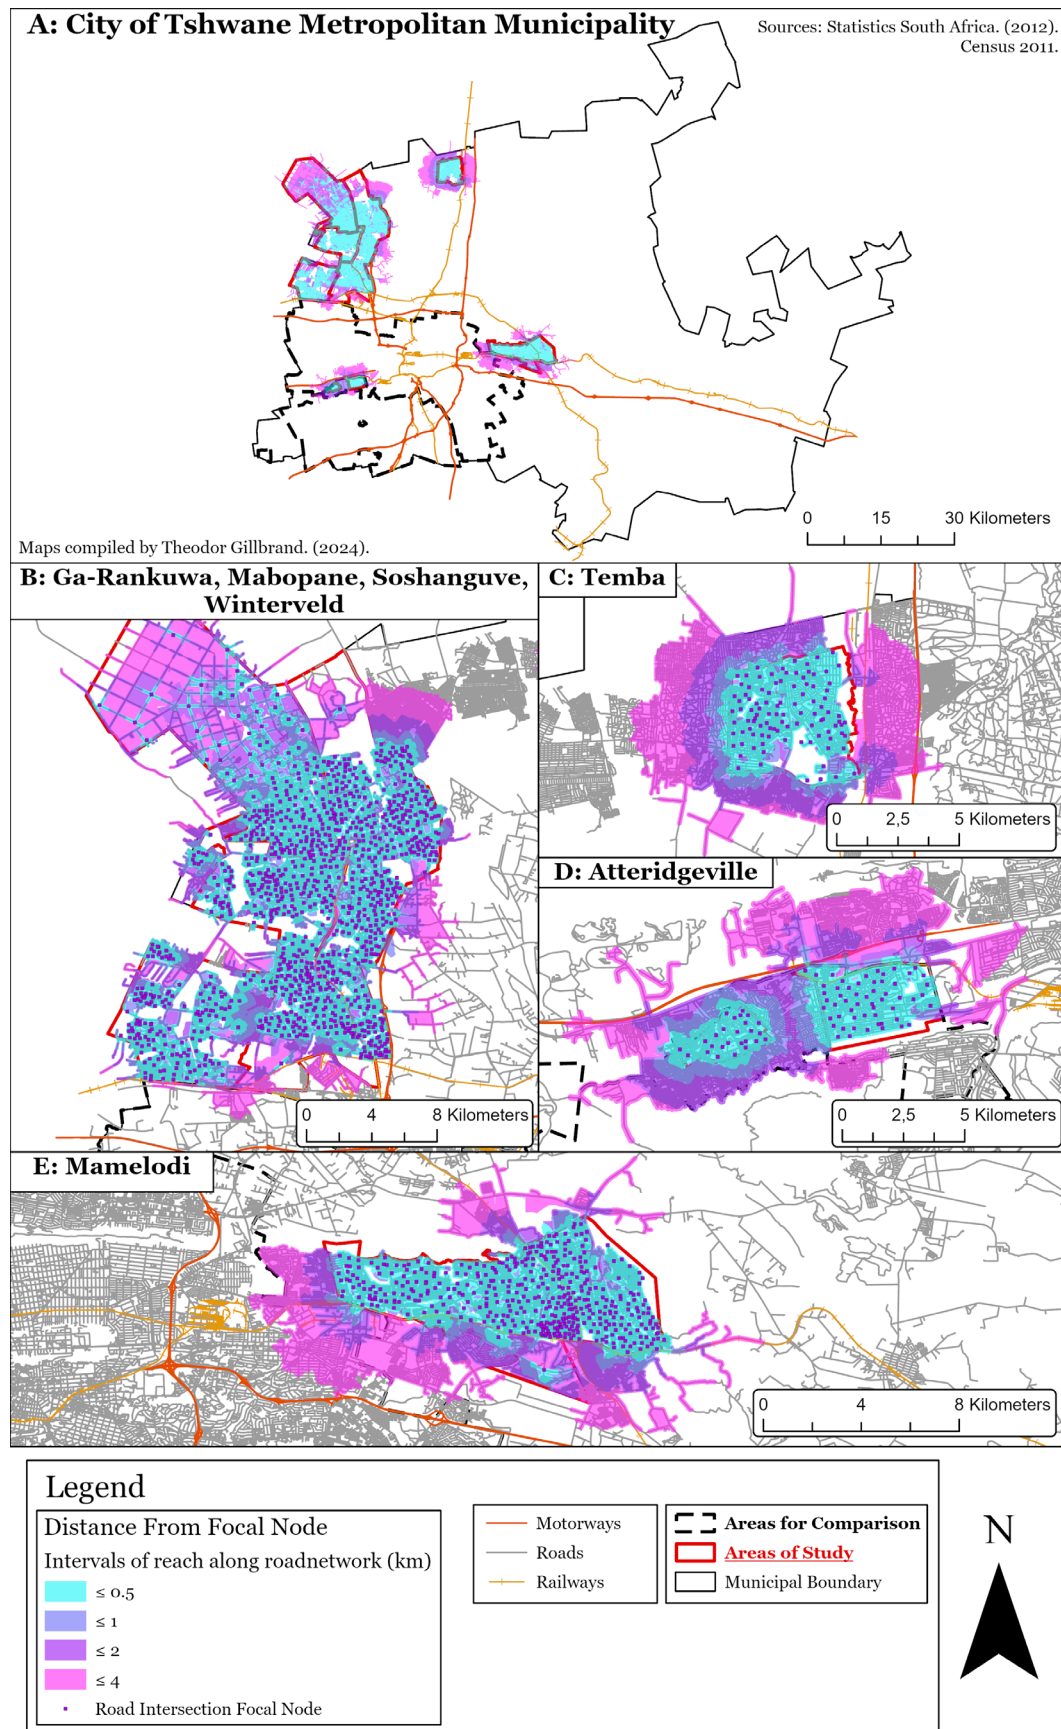 A: City of Tshwane Metropolitan Municipality
Sources: Statistics South Africa. (2012).
Census 2011.
0 15 30 Kilometers
Maps compiled by Theodor Gillbrand. (2024).
B: Ga-Rankuwa, Mabopane, Soshanguve,
Winterveld
0 4 8 Kilometers
C: Temba
0 2,5 5 Kilometers
D: Atteridgeville
0 2,5 5 Kilometers
E: Mamelodi
0 4 8 Kilometers
Legend
Distance From Focal Node
Intervals of reach along roadnetwork (km)
≤ 0.5
≤ 1
≤ 2
≤ 4
Road Intersection Focal Node
Motorways
Roads
Railways
Areas for Comparison
Areas of Study
Municipal Boundary
N